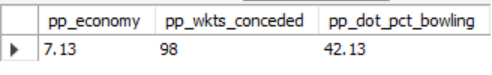 pp_economy pp_wkts_conceded pp_dot_pct_bowling
7.13 98 42.13